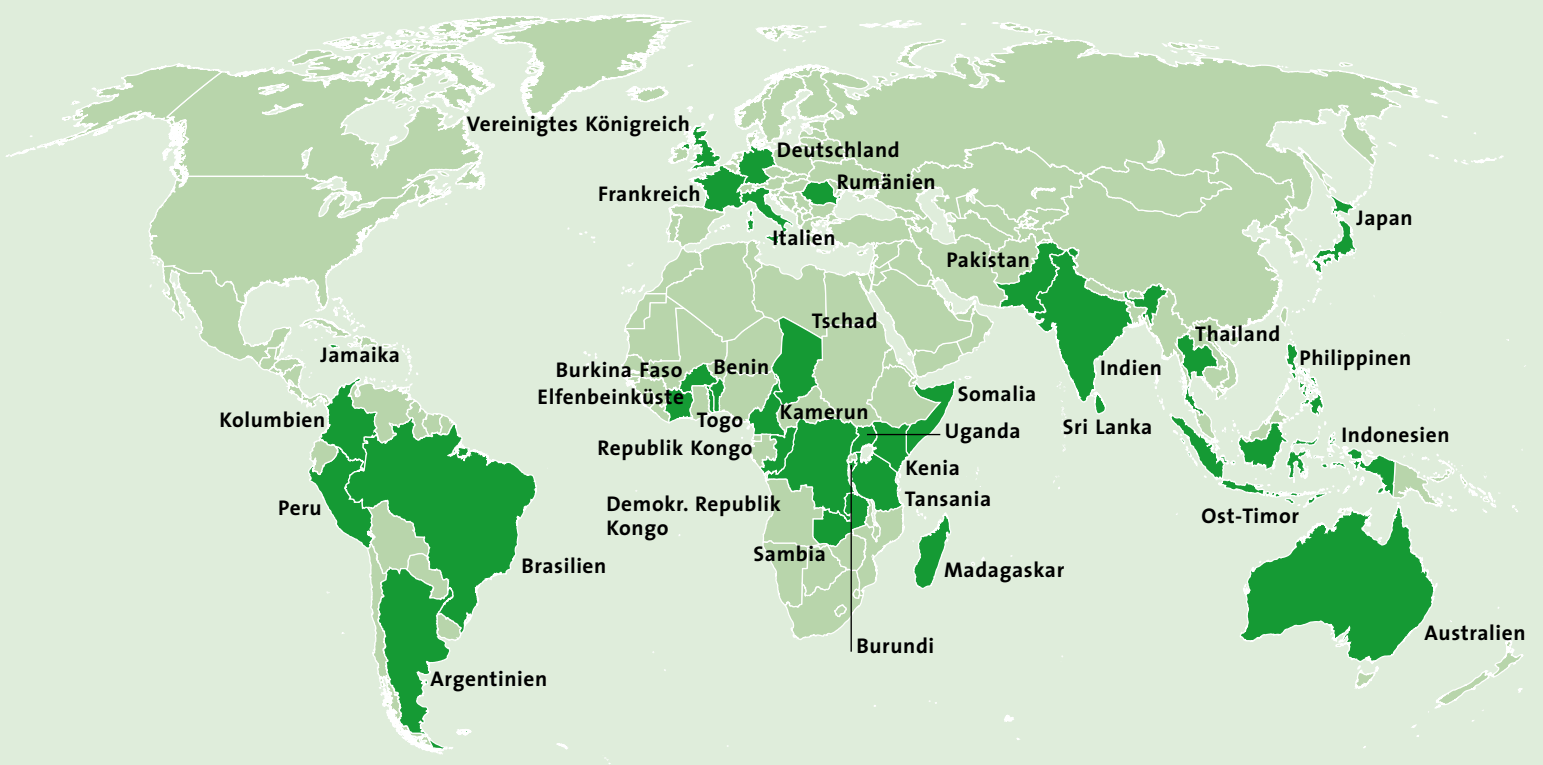 Vereinigtes Königreich
Deutschland
Rumänien
Frankreich
Japan
Italien
Pakistan
Tschad
Thailand
Jamaika
Philippinen
Burkina Faso
Benin
Indien
Elfenbeinküste
Somalia
Kolumbien
Togo
Kamerun
Sri Lanka
Uganda
Indonesien
Republik Kongo
Kenia
Tansania
Demokr. Republik
Kongo
Peru
Ost-Timor
Sambia
Brasilien
Madagaskar
Australien
Burundi
Argentinien